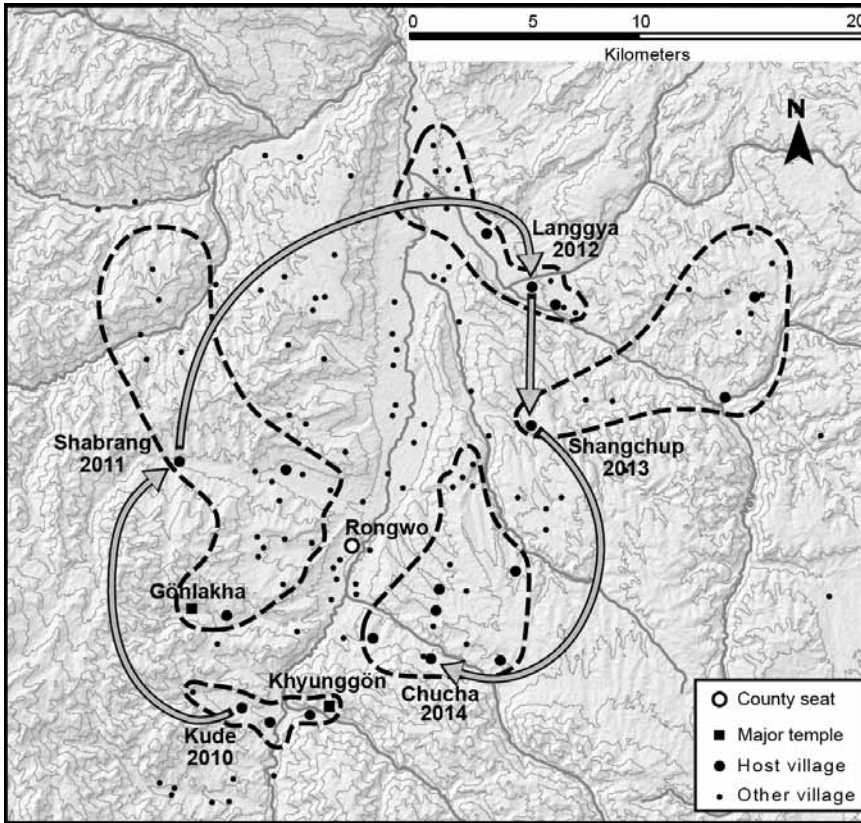 0 5 10 20
Kilometers
N
Langgya
2012
Shabrang
2011
Shangchup
2013
Rongwo
Gönlakha
Khyunggön
Chucha
2014
Kude
2010
County seat
Major temple
Host village
Other village